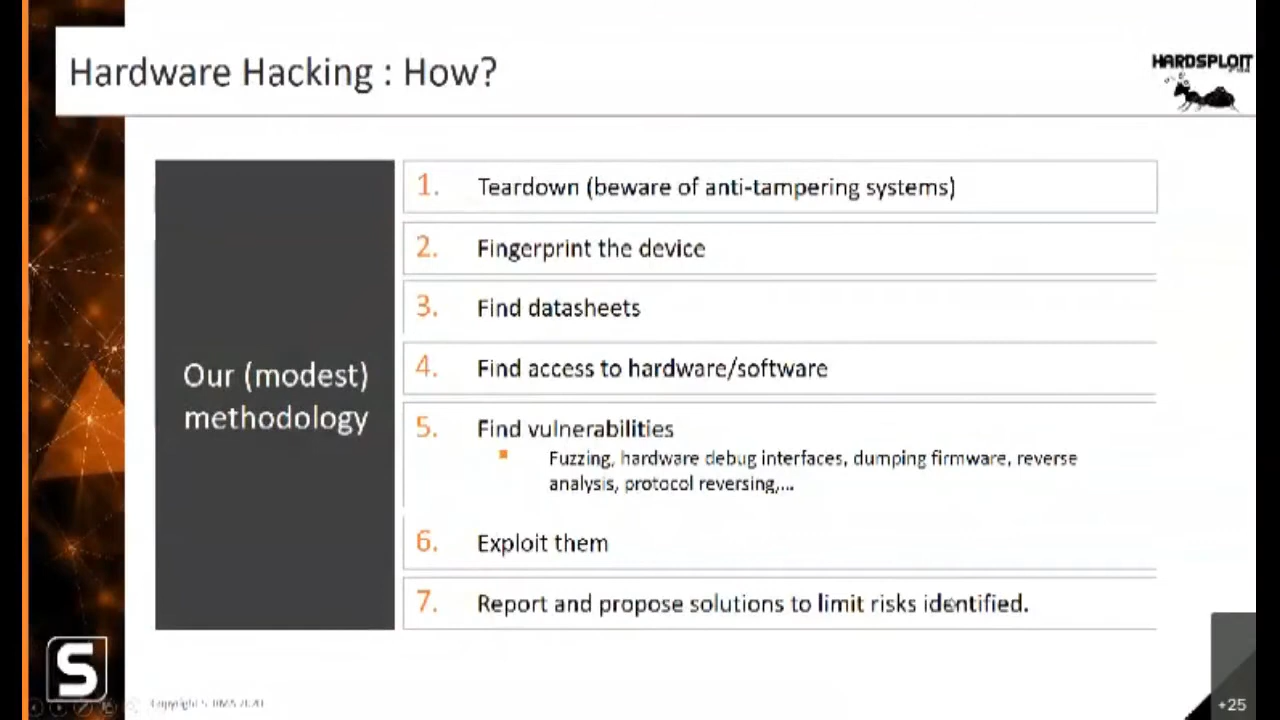 Hardware Hacking : How?
HARDSPLOIT
Our (modest)
methodology
1. Teardown (beware of anti-tampering systems)
2. Fingerprint the device
3. Find datasheets
4. Find access to hardware/software
5. Find vulnerabilities
Fuzzing, hardware debug interfaces, dumping firmware, reverse
analysis, protocol reversing,...
6. Exploit them
7. Report and propose solutions to limit risks identified.
S
Copyright 2020
+25